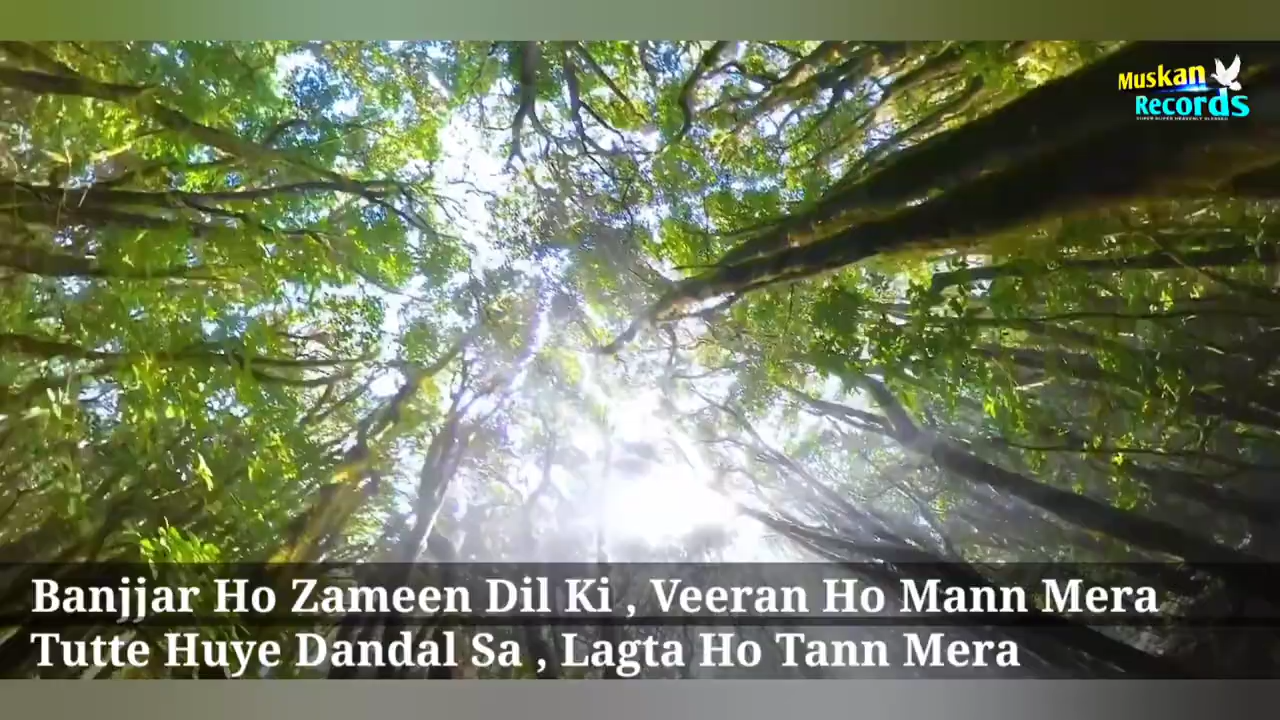 Muskan
Records
Banjjar Ho Zameen Dil Ki , Veeran Ho Mann Mera
Tutte Huye Dandal Sa , Lagta Ho Tann Mera